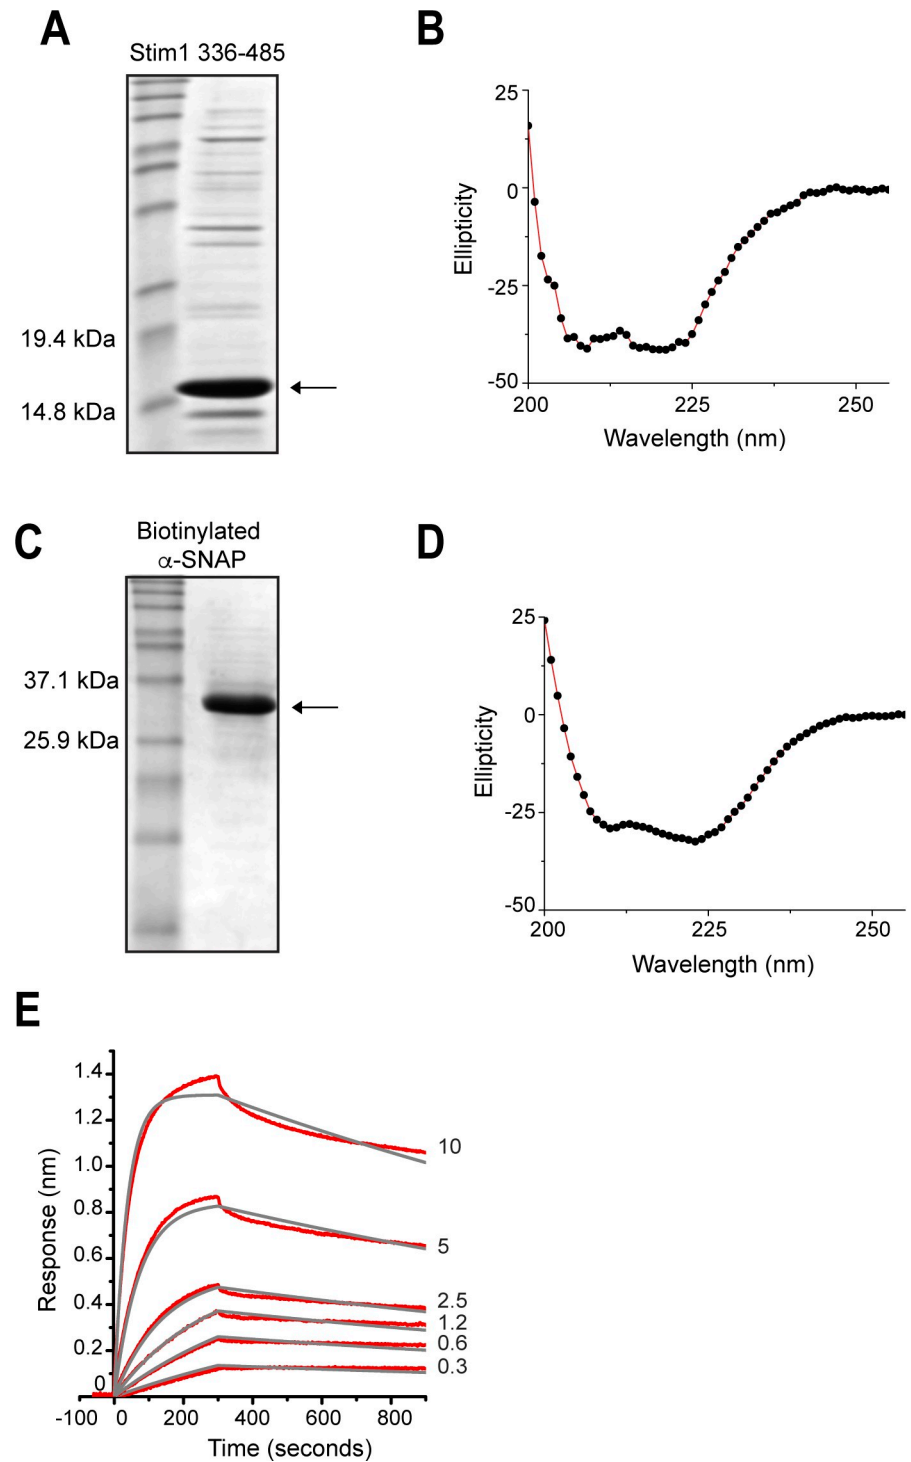 A
Stim1 336-485
19.4 kDa
14.8 kDa
B
25
0
-25
-50
Ellipticity
200
225
250
Wavelength (nm)
C
Biotinylated
α-SNAP
37.1 kDa
25.9 kDa
D
25
0
-25
-50
Ellipticity
200
225
250
Wavelength (nm)
E
1.4
1.2
1.0
0.8
0.6
0.4
0.2
0
Response (nm)
10
5
2.5
1.2
0.6
0.3
-100
0
200
400
600
800
Time (seconds)